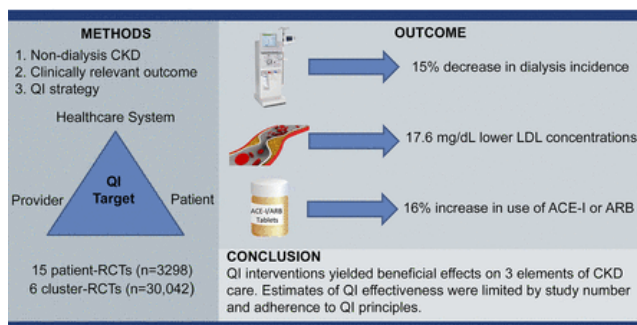 METHODS
1. Non-dialysis CKD
2. Clinically relevant outcome
3. QI strategy
Healthcare System
QI
Target
Provider
Patient
15 patient-RCTs (n=3298)
6 cluster-RCTs (n=30,042)
OUTCOME
15% decrease in dialysis incidence
17.6 mg/dL lower LDL concentrations
ACE-I/ARB
Tablets
16% increase in use of ACE-I or ARB
CONCLUSION
QI interventions yielded beneficial effects on 3 elements of CKD
care. Estimates of QI effectiveness were limited by study number
and adherence to QI principles.